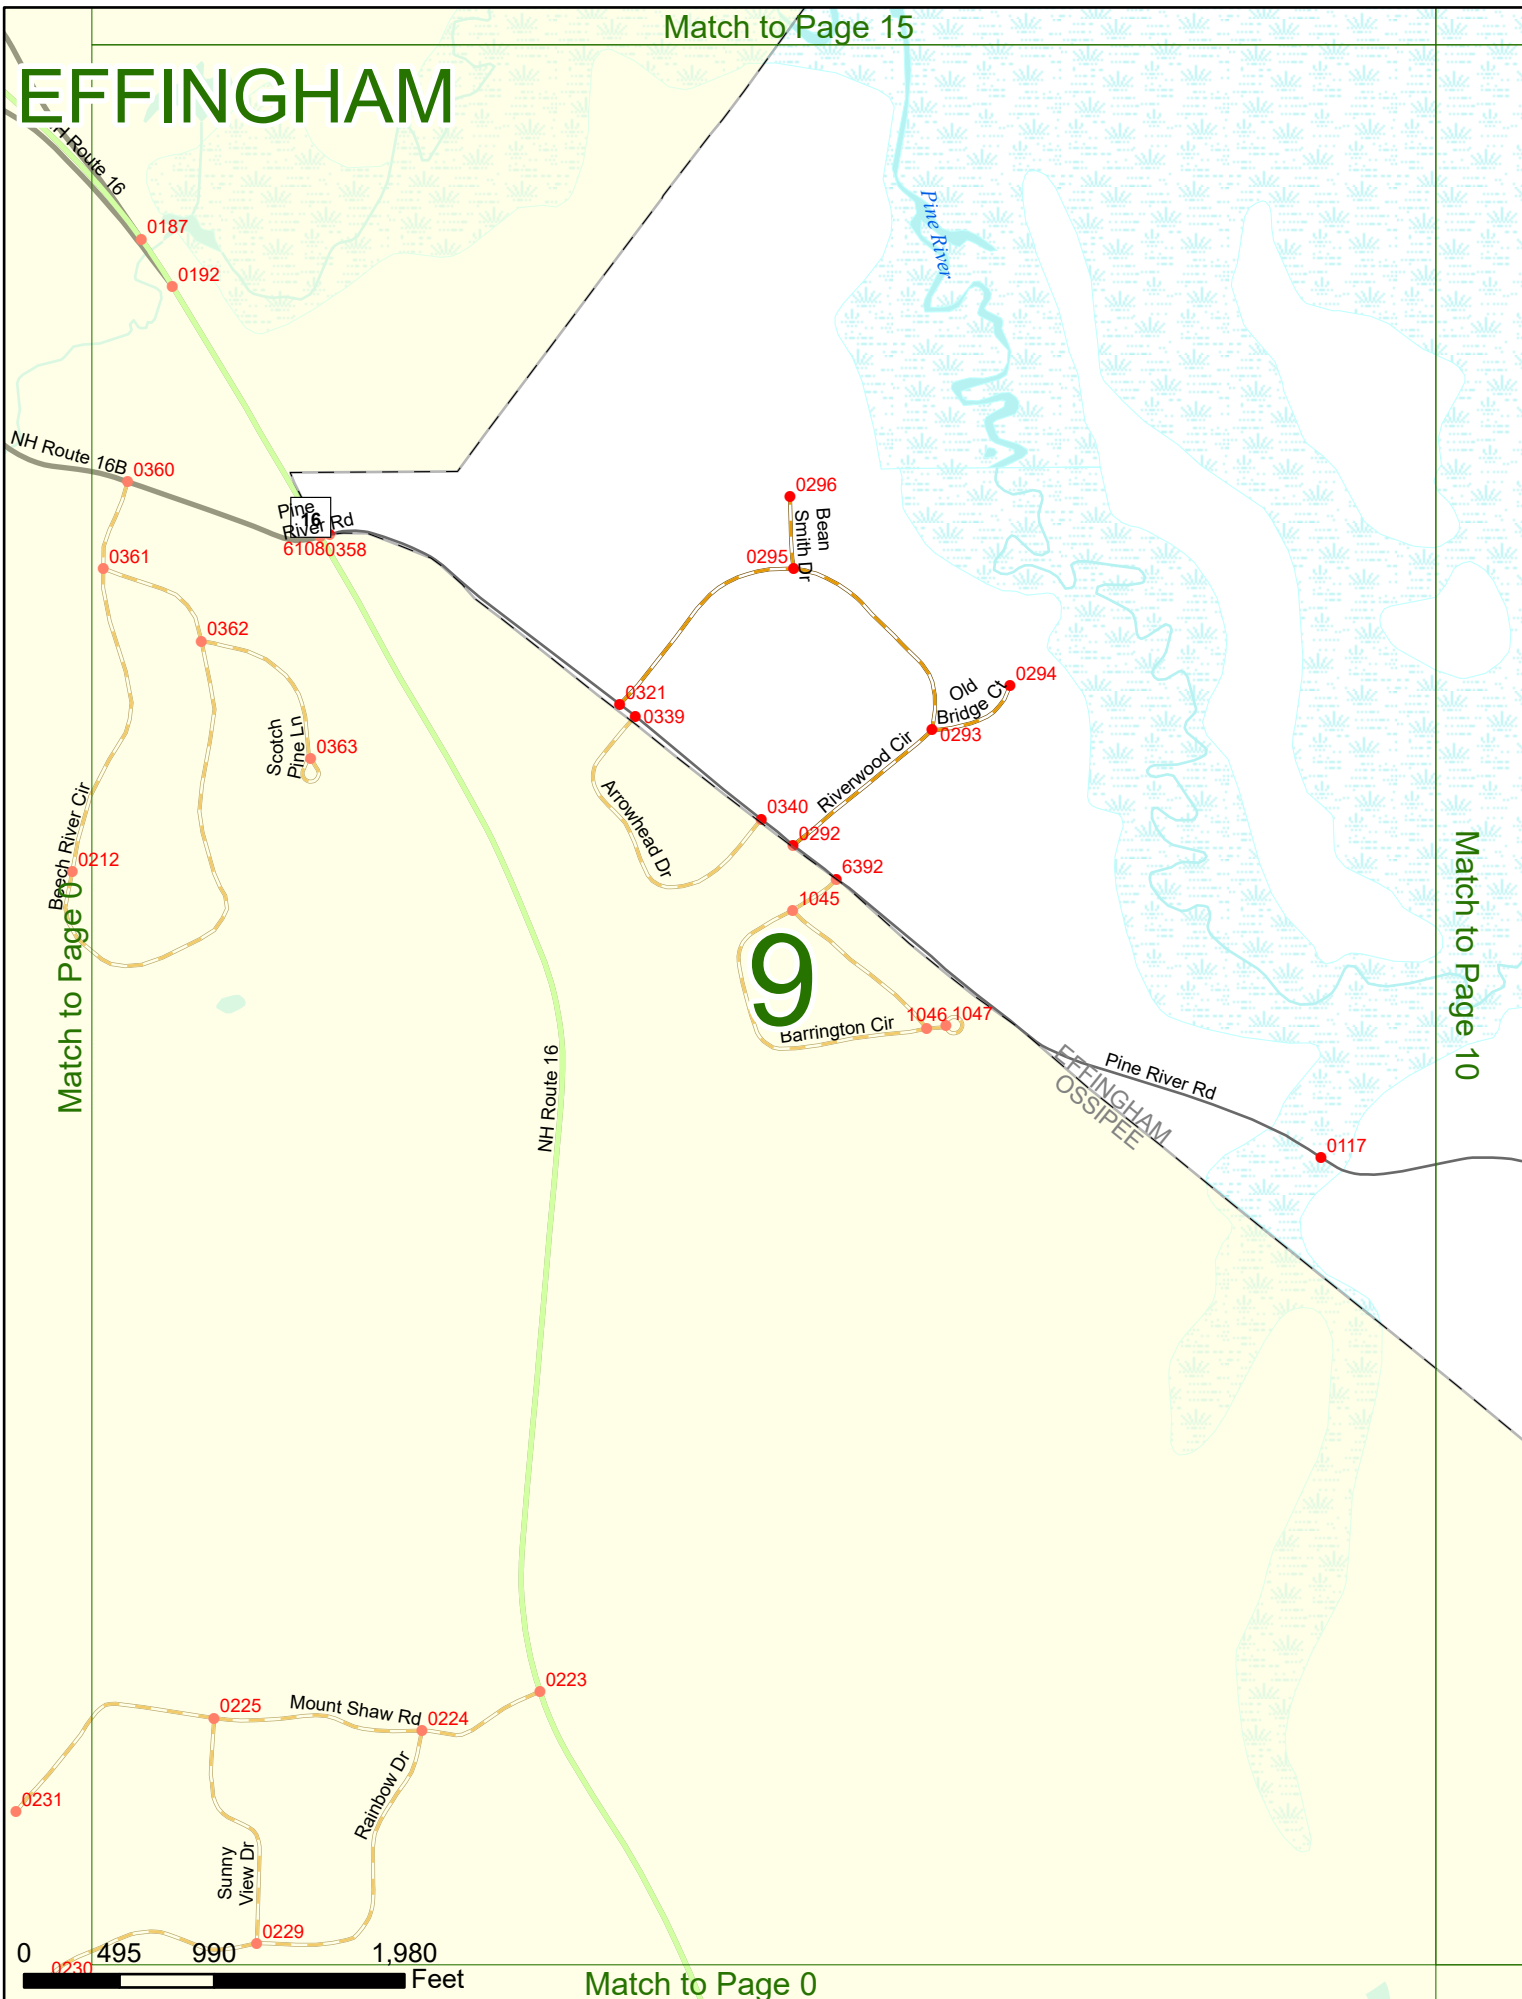 Match to Page 15
EFFINGHAM
NH Route 16
0187
0192
Pine River
NH Route 16B
0360
Pine
River Rd
16
61080358
0361
0362
Scotch
Pine Ln
0363
Beech River Cir
0212
Match to Page 0
0296
Bean
Smith Dr
0295
0294
Old
Bridge Ct
0293
Riverwood Cir
0321
0339
Arrowhead Dr
0340
0292
6392
1045
9
1046
1047
Barrington Cir
Match to Page 10
NH Route 16
EFFINGHAM
OSSIPEE
Pine River Rd
0117
0223
0225
Mount Shaw Rd
0224
0231
Rainbow Dr
Sunny
View Dr
0229
0230
0 495 990 1,980
Feet
Match to Page 0